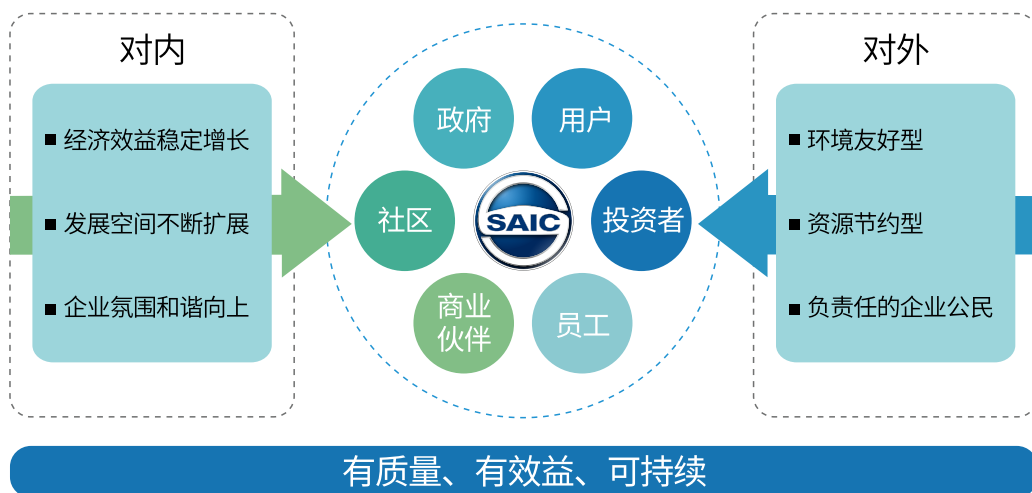 对内
经济效益稳定增长
发展空间不断扩展
企业氛围和谐向上
政府
用户
社区
SAIC
投资者
商业
伙伴
员工
对外
环境友好型
资源节约型
负责任的企业公民
有质量、有效益、可持续